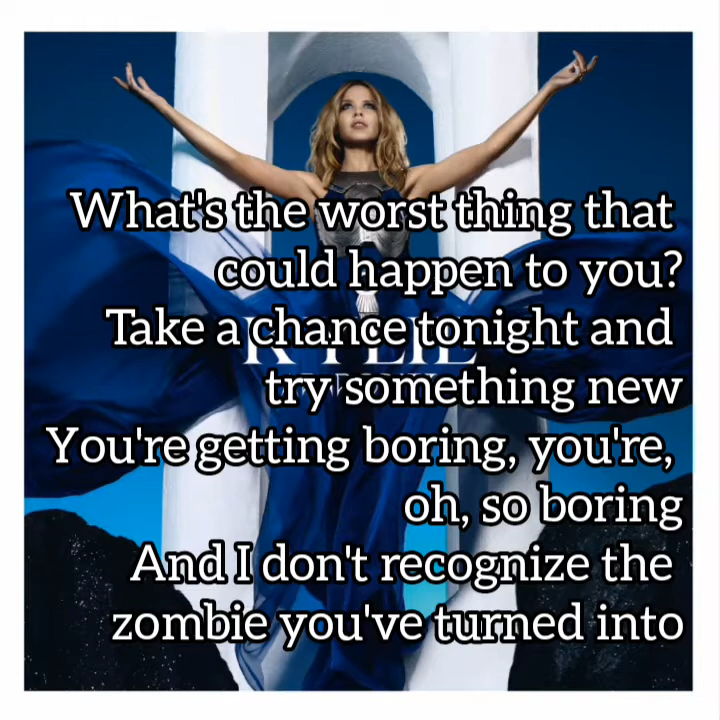 What's the worst thing that
could happen to you?
Take a chance tonight and
try something new
You're getting boring, you're,
oh, so boring
And I don't recognize the
zombie you've turned into
KYLIE